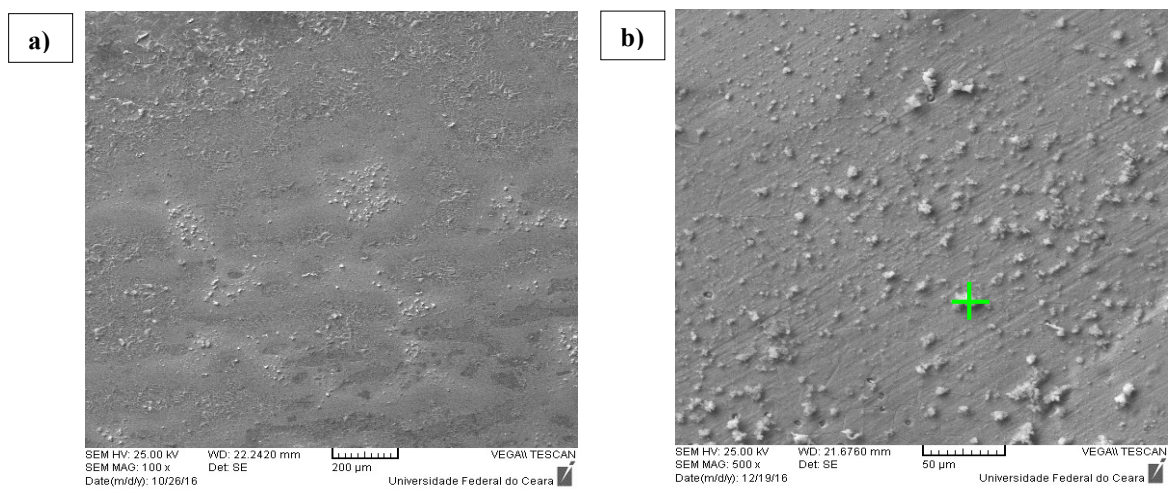 a)
SEM HV: 25.00 kV WD: 22.2420 mm VEGA\\ TESCAN
SEM MAG: 100 x Det: SE 200 µm
Date(m/d/y): 10/26/16 Universidade Federal do Ceara
b)
SEM HV: 25.00 kV WD: 21.6760 mm VEGA\\ TESCAN
SEM MAG: 500 x Det: SE 50 µm
Date(m/d/y): 12/19/16 Universidade Federal do Ceara